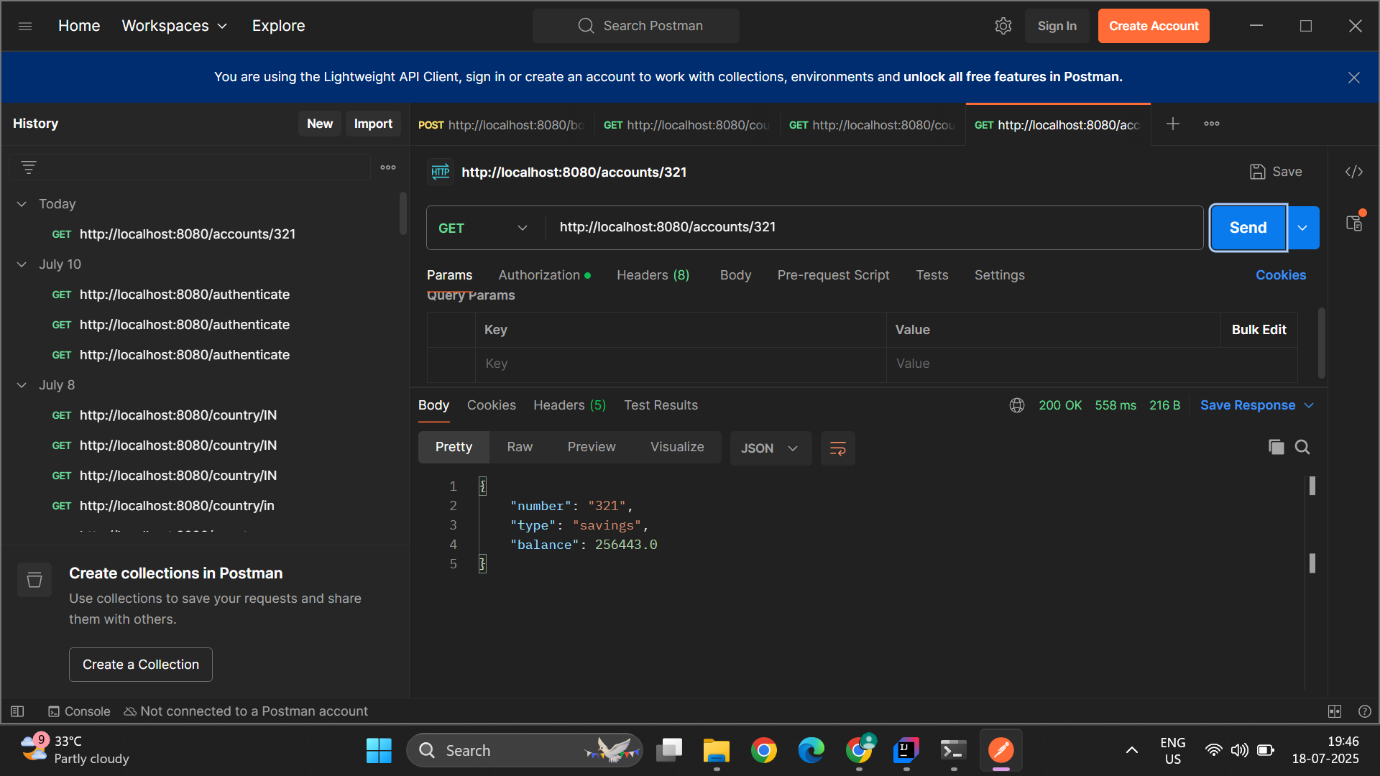 Home Workspaces Explore Search Postman Sign In Create Account
You are using the Lightweight API Client, sign in or create an account to work with collections, environments and unlock all free features in Postman.
History New Import
POST http://localhost:8080/bo GET http://localhost:8080/cou GET http://localhost:8080/cou GET http://localhost:8080/acc
HTTP http://localhost:8080/accounts/321 Save
Today
GET http://localhost:8080/accounts/321
July 10
GET http://localhost:8080/authenticate
GET http://localhost:8080/authenticate
GET http://localhost:8080/authenticate
July 8
GET http://localhost:8080/country/IN
GET http://localhost:8080/country/IN
GET http://localhost:8080/country/IN
GET http://localhost:8080/country/in
Create collections in Postman
Use collections to save your requests and share
them with others.
Create a Collection
GET http://localhost:8080/accounts/321 Send
Params Authorization Headers (8) Body Pre-request Script Tests Settings Cookies
Query Params
Key Value Bulk Edit
Key Value
Body Cookies Headers (5) Test Results 200 OK 558 ms 216 B Save Response
Pretty Raw Preview Visualize JSON
1 {
2 "number": "321",
3 "type": "savings",
4 "balance": 256443.0
5 }
Console Not connected to a Postman account
9 33°C
Partly cloudy
Search
ENG
US
19:46
18-07-2025